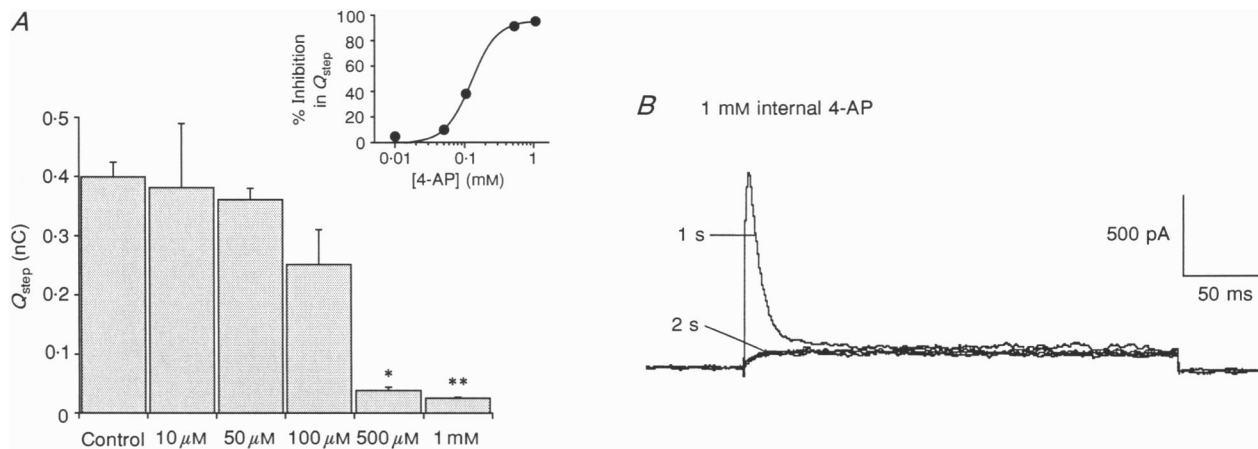 A
% Inhibition
in Qstep
100
80
60
40
20
0
0·01
0·1
1
[4-AP] (mM)
Qstep (nC)
0·5
0·4
0·3
0·2
0·1
0
*
**
Control
10 μM
50 μM
100 μM
500 μM
1 mM
B
1 mM internal 4-AP
1 s
2 s
500 pA
50 ms